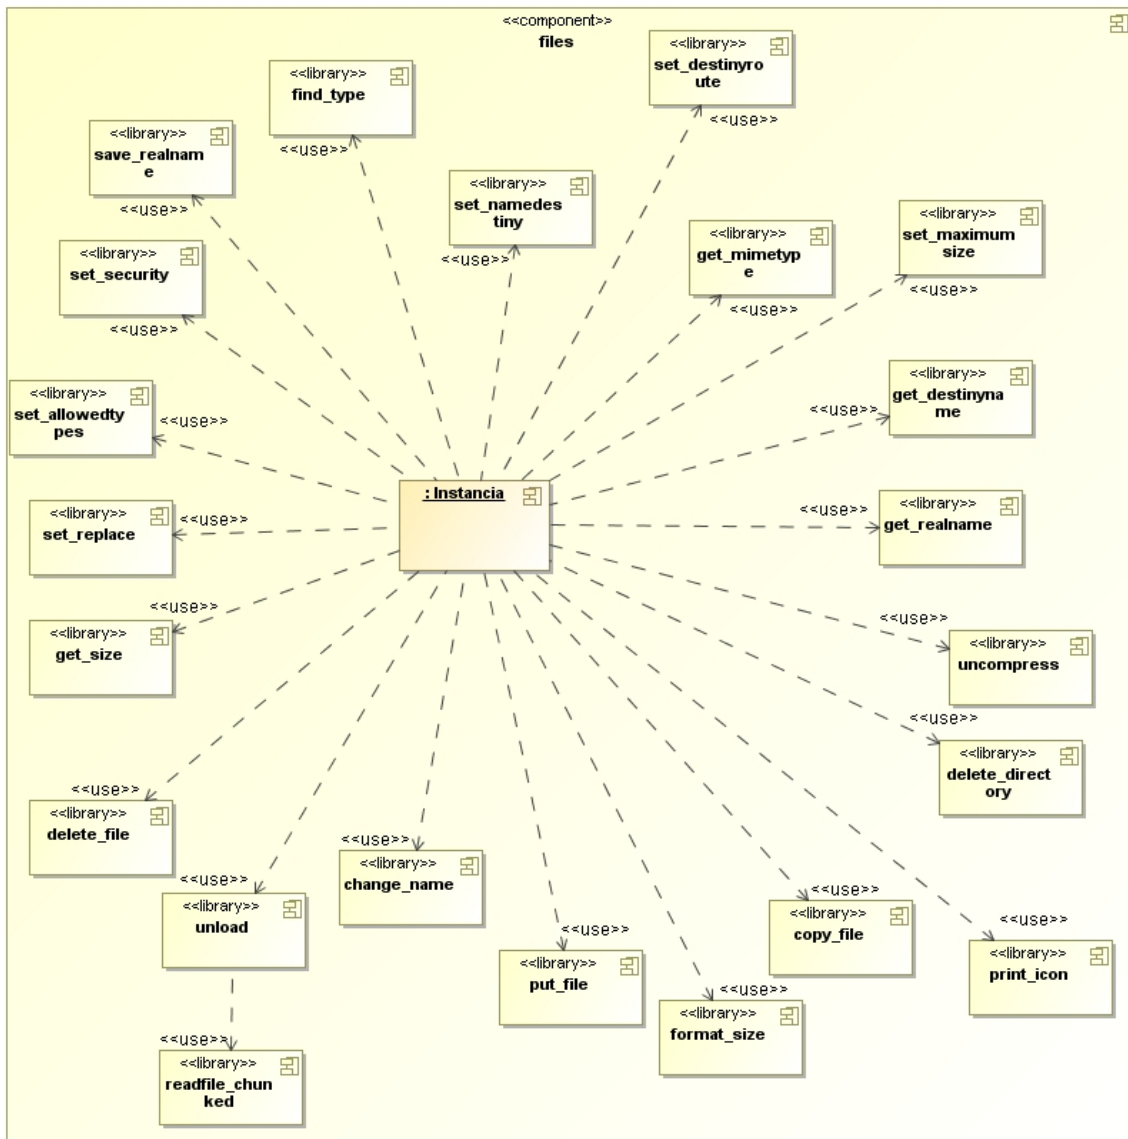 <<component>>
files
<<library>>
set_destinyro
ute
<<use>>
<<library>>
find_type
<<use>>
<<library>>
save_realnam
e
<<use>>
<<library>>
set_namedes
tiny
<<use>>
<<library>>
get_mimetyp
e
<<use>>
<<library>>
set_maximum
size
<<use>>
<<library>>
set_security
<<use>>
<<library>>
set_allowedty
pes
<<use>>
<<library>>
get_destinyna
me
<<use>>
: Instancia
<<library>>
set_replace
<<use>>
<<use>>
<<library>>
get_realname
<<use>>
<<library>>
get_size
<<use>>
<<library>>
uncompress
<<use>>
<<library>>
delete_direct
ory
<<use>>
<<library>>
delete_file
<<use>>
<<library>>
unload
<<use>>
<<library>>
change_name
<<use>>
<<library>>
put_file
<<use>>
<<library>>
copy_file
<<use>>
<<library>>
print_icon
<<use>>
<<library>>
format_size
<<use>>
<<library>>
readfile_chun
ked